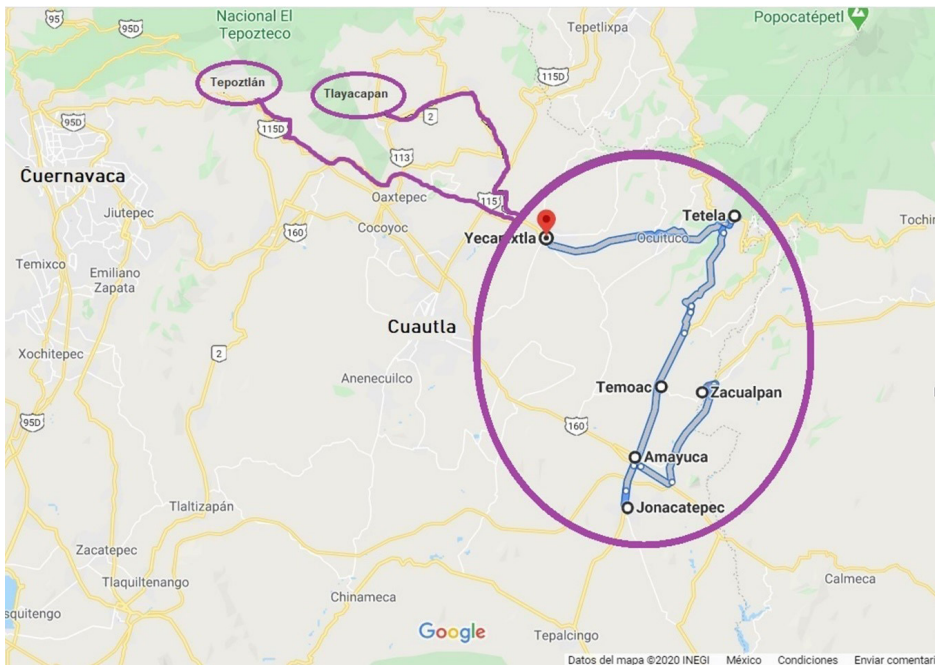 95
Nacional El
Tepozteco
Popocatépetl
Tepetlixpa
95D
115D
Tepoztlán
Tlayacapan
95D
115D
2
113
Cuernavaca
Oaxtepec
115
Tetela
Jiutepec
Cocoyoc
160
Yecapixtla
Ocuituco
Tochim
Temixco
Emiliano
Zapata
Cuautla
Xochitepec
2
Anenecuilco
Temoac
Zacualpan
95D
160
Amayuca
Jonacatepec
Tlaltizapán
Zacatepec
Tlaquiltenango
Calmeca
Chinameca
esquitengo
Google
Tepalcingo
Datos del mapa ©2020 INEGI México Condiciones Enviar comentari